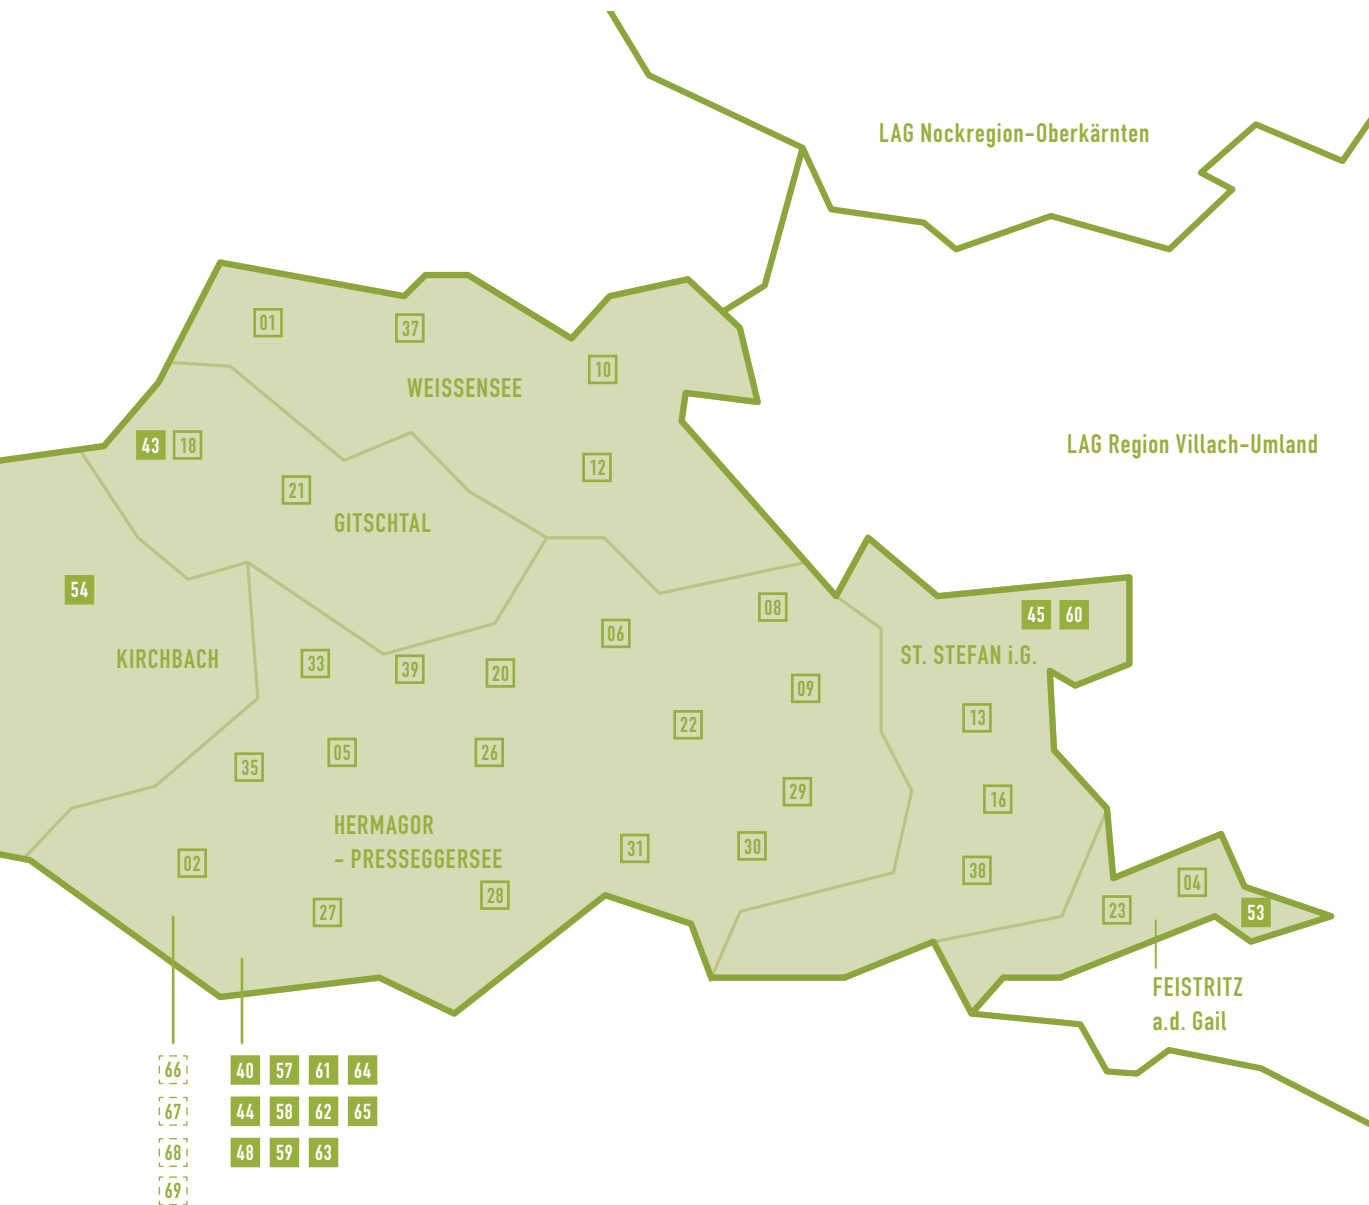 LAG Nockregion-Oberkärnten
01
37
10
WEISSENSEE
43 18
LAG Region Villach-Umland
12
21
GITSCHTAL
54
08
45 60
06
KIRCHBACH
33
39
20
ST. STEFAN i.G.
09
13
22
05
26
35
29
16
HERMAGOR
- PRESSEGGERSEE
31
30
02
38
04
28
27
23
53
FEISTRITZ
a.d. Gail
66 40 57 61 64
67 44 58 62 65
68 48 59 63
69